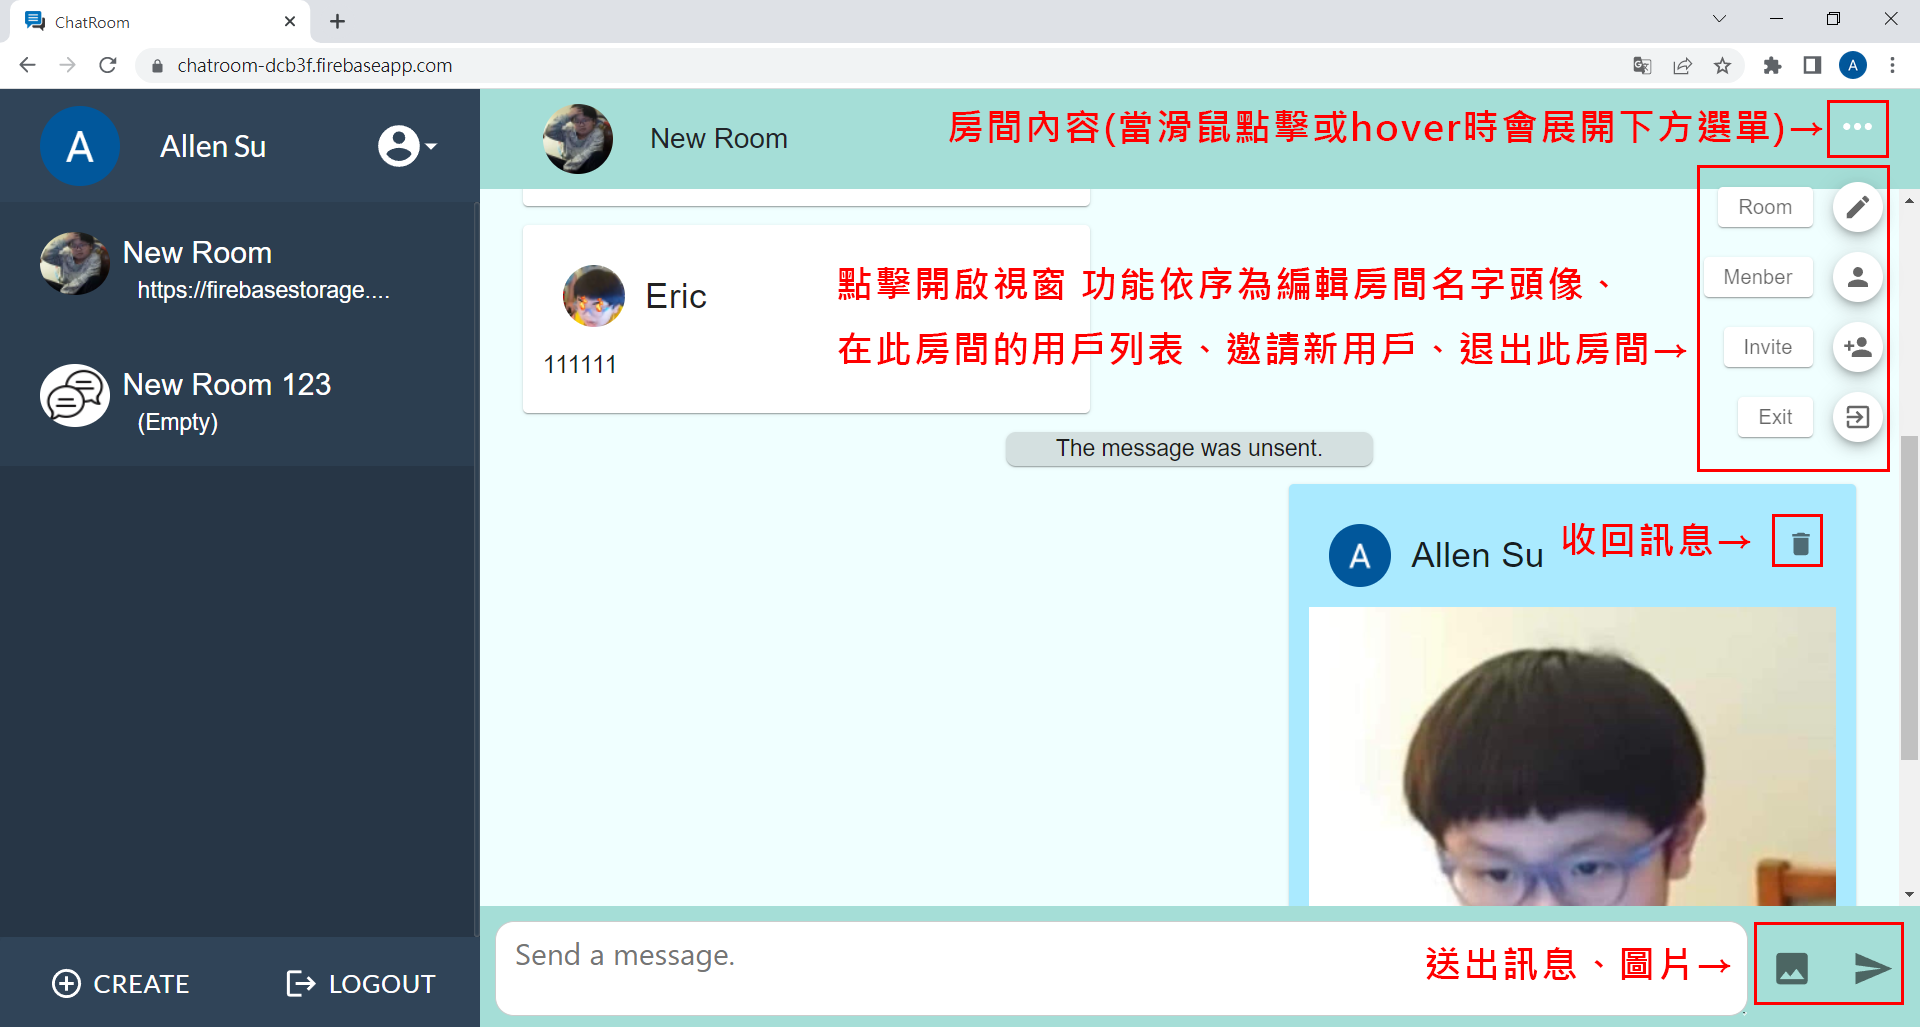 ChatRoom
chatroom-dcb3f.firebaseapp.com
A
A
Allen Su
New Room
房間內容(當滑鼠點擊或hover時會展開下方選單)→
New Room
https://firebasestorage....
New Room 123
(Empty)
Room
Menber
Invite
Exit
Eric
111111
點擊開啟視窗 功能依序為編輯房間名字頭像、
在此房間的用戶列表、邀請新用戶、退出此房間→
The message was unsent.
A
Allen Su
收回訊息→
CREATE
LOGOUT
Send a message.
送出訊息、圖片→